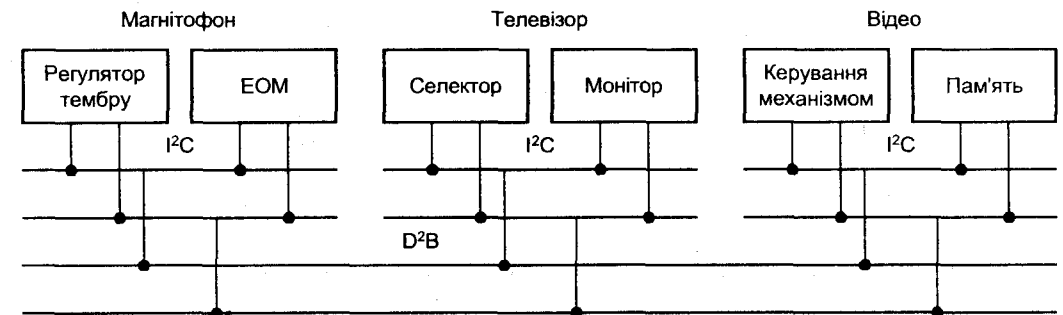 Магнітофон
Телевізор
Відео
Регулятор
тембру
ЕОМ
Селектор
Монітор
Керування
механізмом
Пам'ять
I²C
I²C
I²C
D²B